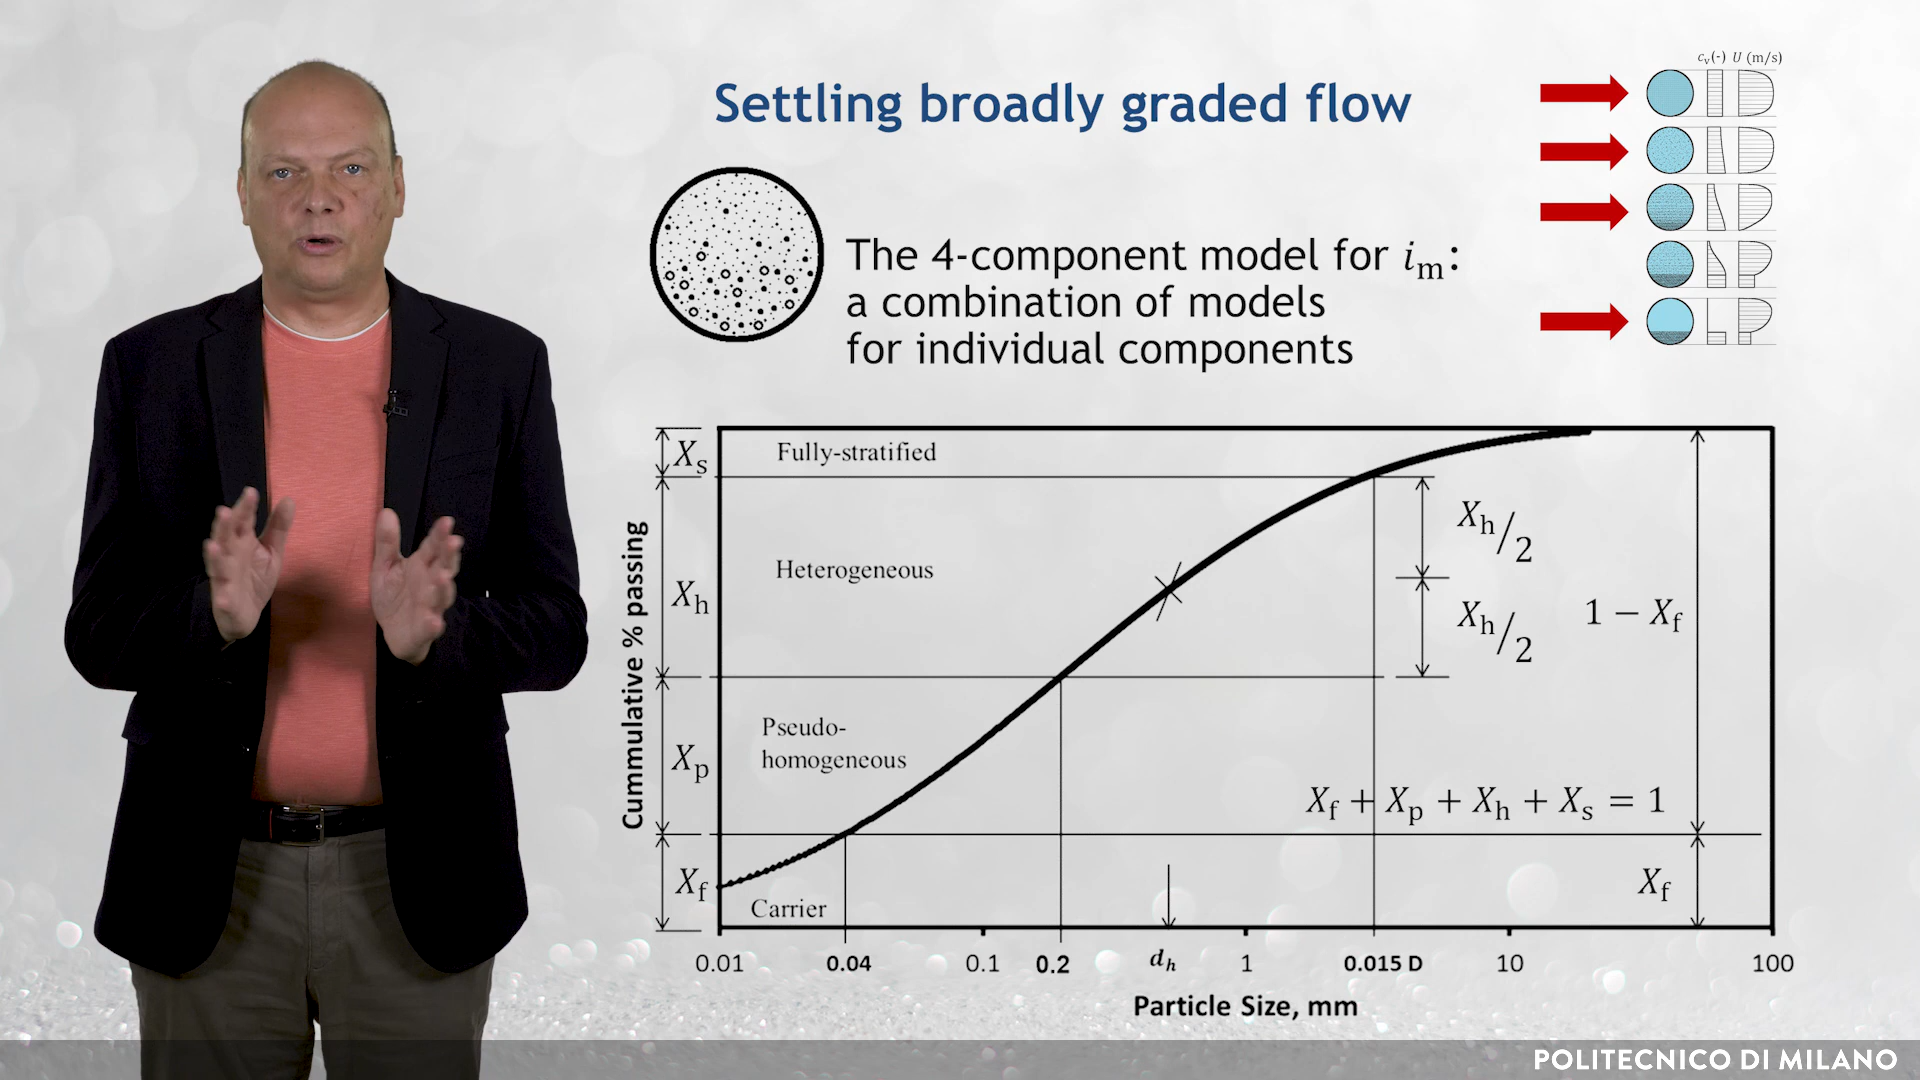 Settling broadly graded flow
c_v(-) U (m/s)
The 4-component model for i_m:
a combination of models
for individual components
Cummulative % passing
X_s
X_h
X_p
X_f
Fully-stratified
Heterogeneous
Pseudo-
homogeneous
Carrier
X_h/2
X_h/2
1 − X_f
X_f + X_p + X_h + X_s = 1
X_f
0.01 0.04 0.1 0.2 d_h 1 0.015 D 10 100
Particle Size, mm
POLITECNICO DI MILANO